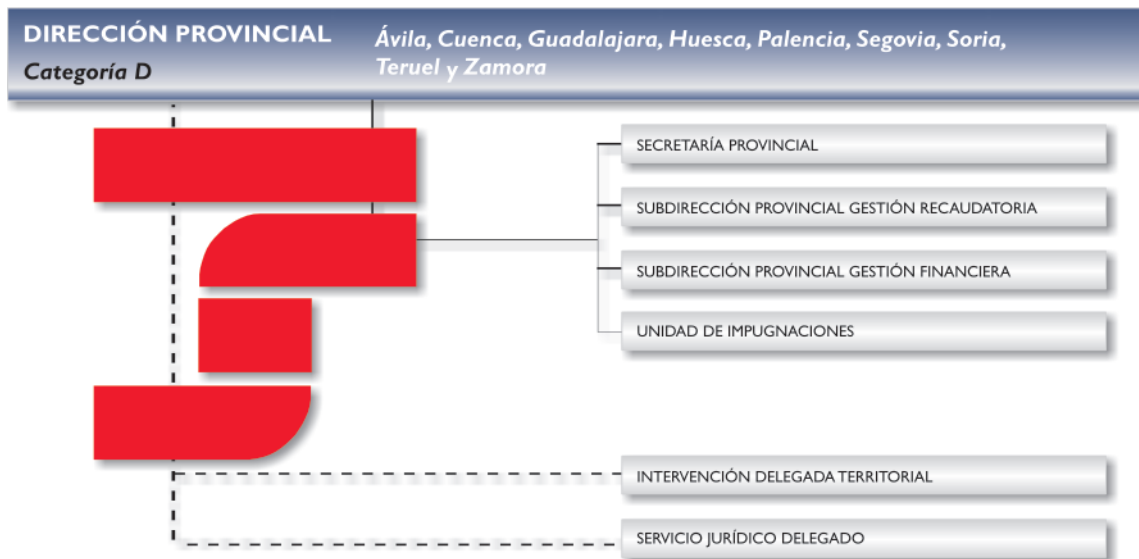 DIRECCIÓN PROVINCIAL
Categoría D
Ávila, Cuenca, Guadalajara, Huesca, Palencia, Segovia, Soria,
Teruel y Zamora
SECRETARÍA PROVINCIAL
SUBDIRECCIÓN PROVINCIAL GESTIÓN RECAUDATORIA
SUBDIRECCIÓN PROVINCIAL GESTIÓN FINANCIERA
UNIDAD DE IMPUGNACIONES
INTERVENCIÓN DELEGADA TERRITORIAL
SERVICIO JURÍDICO DELEGADO